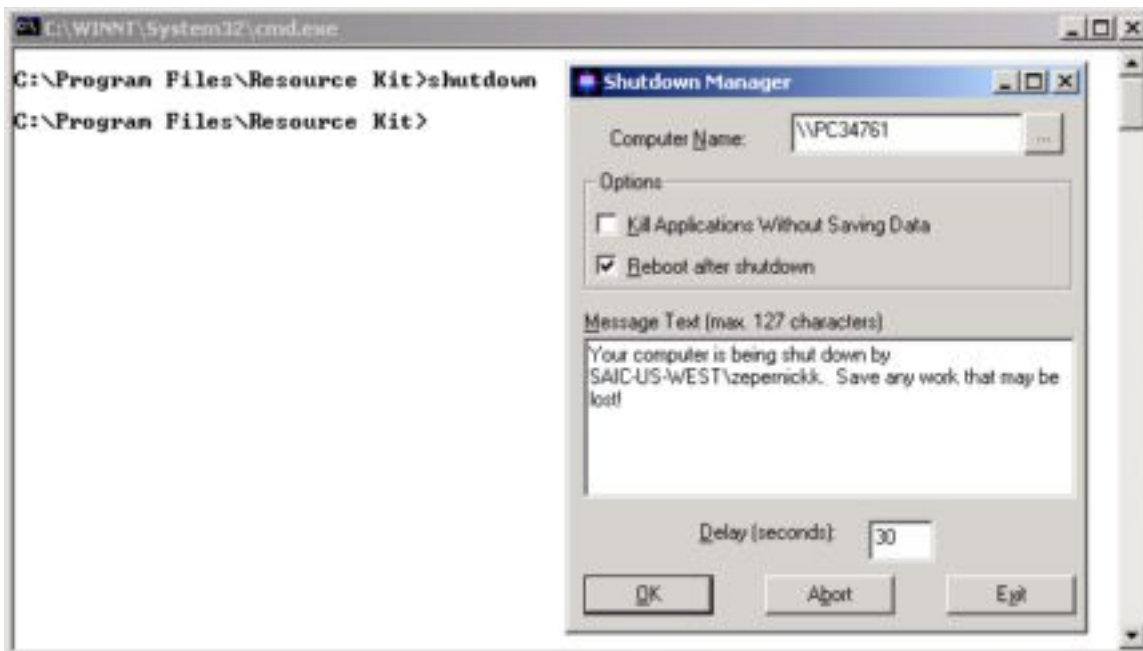 C:\WINNT\System32\cmd.exe
C:\Program Files\Resource Kit>shutdown
C:\Program Files\Resource Kit>
Shutdown Manager
Computer Name:
\\PC34761
...
Options
Kill Applications Without Saving Data
Reboot after shutdown
Message Text (max. 127 characters)
Your computer is being shut down by
SAIC-US-WEST\zepernickk. Save any work that may be
lost!
Delay (seconds):
30
OK
Abort
Exit